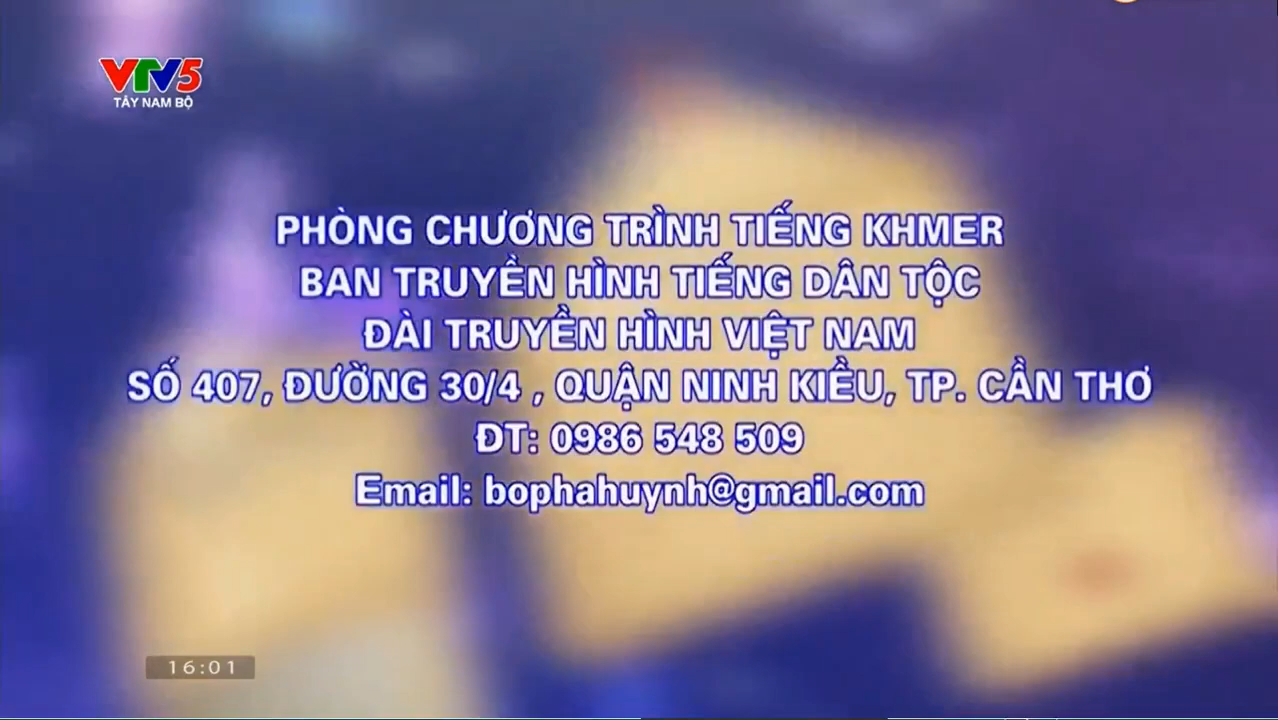 VTV5
TÂY NAM BỘ
PHÒNG CHƯƠNG TRÌNH TIẾNG KHMER
BAN TRUYỀN HÌNH TIẾNG DÂN TỘC
ĐÀI TRUYỀN HÌNH VIỆT NAM
SỐ 407, ĐƯỜNG 30/4 , QUẬN NINH KIỀU, TP. CẦN THƠ
ĐT: 0986 548 509
Email: bophahuynh@gmail.com
16:01